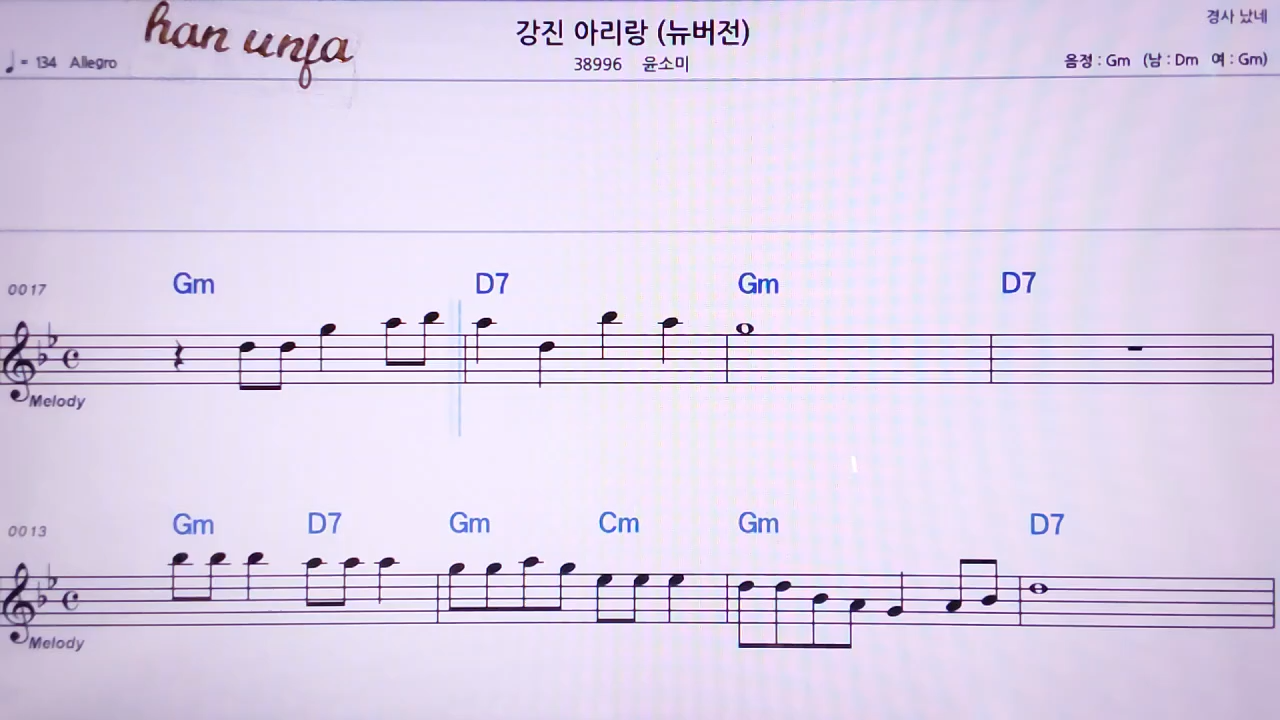 han unfa
강진 아리랑 (뉴버전)
경사 났네
♩= 134 Allegro
38996 윤소미
음정 : Gm (남 : Dm 여 : Gm)
0017 Gm D7 Gm D7
Melody
0013 Gm D7 Gm Cm Gm D7
Melody